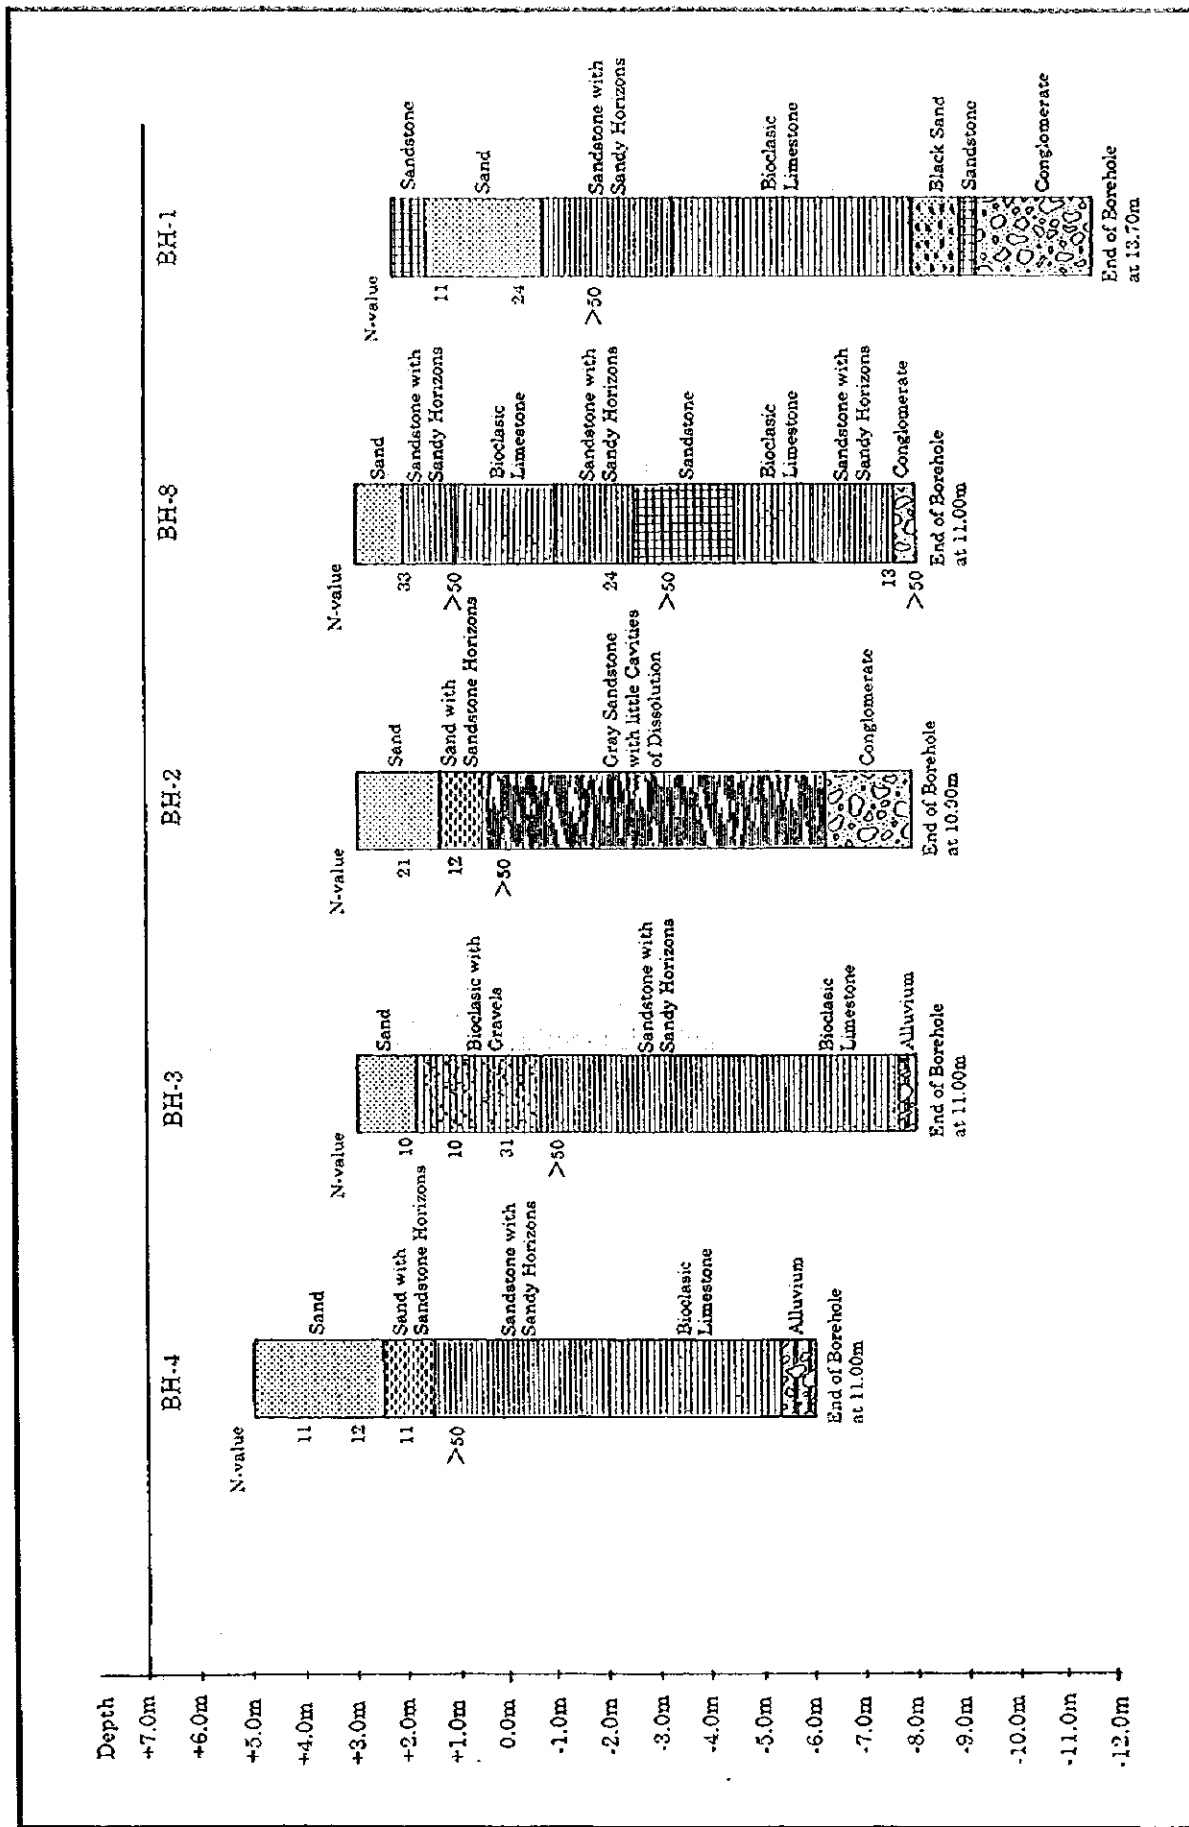 Depth
+7.0m
+6.0m
+5.0m
+4.0m
+3.0m
+2.0m
+1.0m
0.0m
-1.0m
-2.0m
-3.0m
-4.0m
-5.0m
-6.0m
-7.0m
-8.0m
-9.0m
-10.0m
-11.0m
-12.0m
BH-4
N-value
11
12
11
>50
Sand
Sand with
Sandstone Horizons
Sandstone with
Sandy Horizons
Bioclasic
Limestone
Alluvium
End of Borehole
at 11.00m
BH-3
N-value
10
10
31
>50
Sand
Bioclasic with
Gravels
Sandstone with
Sandy Horizons
Bioclasic
Limestone
Alluvium
End of Borehole
at 11.00m
BH-2
N-value
21
12
>50
Sand
Sand with
Sandstone Horizons
Gray Sandstone
with little Cavities
of Dissolution
Conglomerate
End of Borehole
at 10.90m
BH-8
N-value
33
>50
24
>50
13
>50
Sand
Sandstone with
Sandy Horizons
Bioclasic
Limestone
Sandstone with
Sandy Horizons
Sandstone
Bioclasic
Limestone
Sandstone with
Sandy Horizons
Conglomerate
End of Borehole
at 11.00m
BH-1
N-value
11
24
>50
Sandstone
Sand
Sandstone with
Sandy Horizons
Bioclasic
Limestone
Black Sand
Sandstone
Conglomerate
End of Borehole
at 13.70m